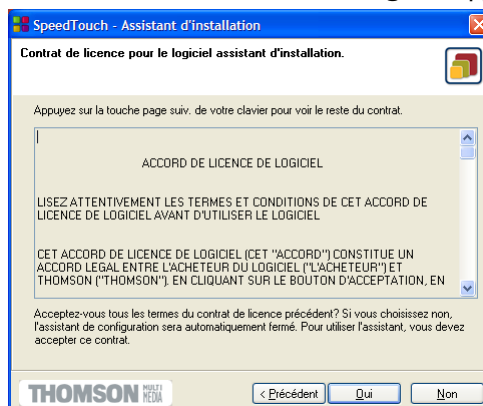 SpeedTouch - Assistant d'installation
Contrat de licence pour le logiciel assistant d'installation.
Appuyez sur la touche page suiv. de votre clavier pour voir le reste du contrat.
ACCORD DE LICENCE DE LOGICIEL
LISEZ ATTENTIVEMENT LES TERMES ET CONDITIONS DE CET ACCORD DE
LICENCE DE LOGICIEL AVANT D'UTILISER LE LOGICIEL
CET ACCORD DE LICENCE DE LOGICIEL (CET "ACCORD") CONSTITUE UN
ACCORD LEGAL ENTRE L'ACHETEUR DU LOGICIEL ("L'ACHETEUR") ET
THOMSON ("THOMSON"). EN CLIQUANT SUR LE BOUTON D'ACCEPTATION, EN
Acceptez-vous tous les termes du contrat de licence précédent? Si vous choisissez non,
l'assistant de configuration sera automatiquement fermé. Pour utiliser l'assistant, vous devez
accepter ce contrat.
THOMSON MULTI MEDIA
< Précédent Oui Non